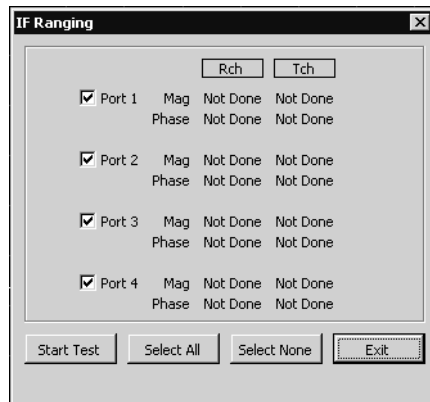 IF Ranging
Rch Tch
Port 1 Mag Not Done Not Done
Phase Not Done Not Done
Port 2 Mag Not Done Not Done
Phase Not Done Not Done
Port 3 Mag Not Done Not Done
Phase Not Done Not Done
Port 4 Mag Not Done Not Done
Phase Not Done Not Done
Start Test Select All Select None Exit